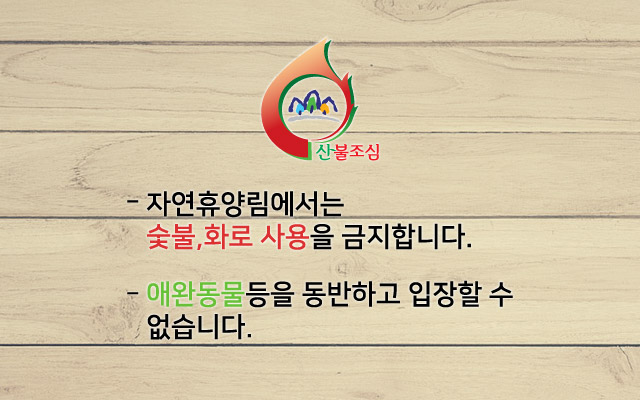 산불조심
- 자연휴양림에서는
숯불,화로 사용을 금지합니다.
- 애완동물등을 동반하고 입장할 수
없습니다.